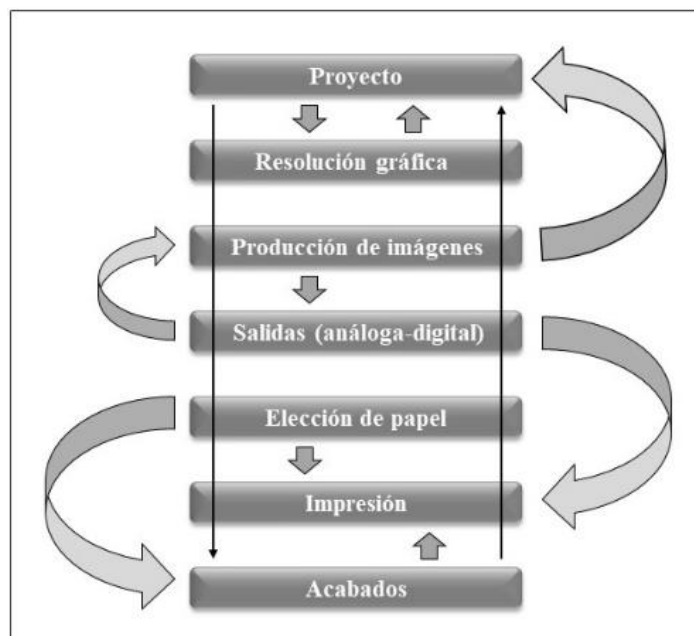 Proyecto
Resolución gráfica
Producción de imágenes
Salidas (análoga-digital)
Elección de papel
Impresión
Acabados